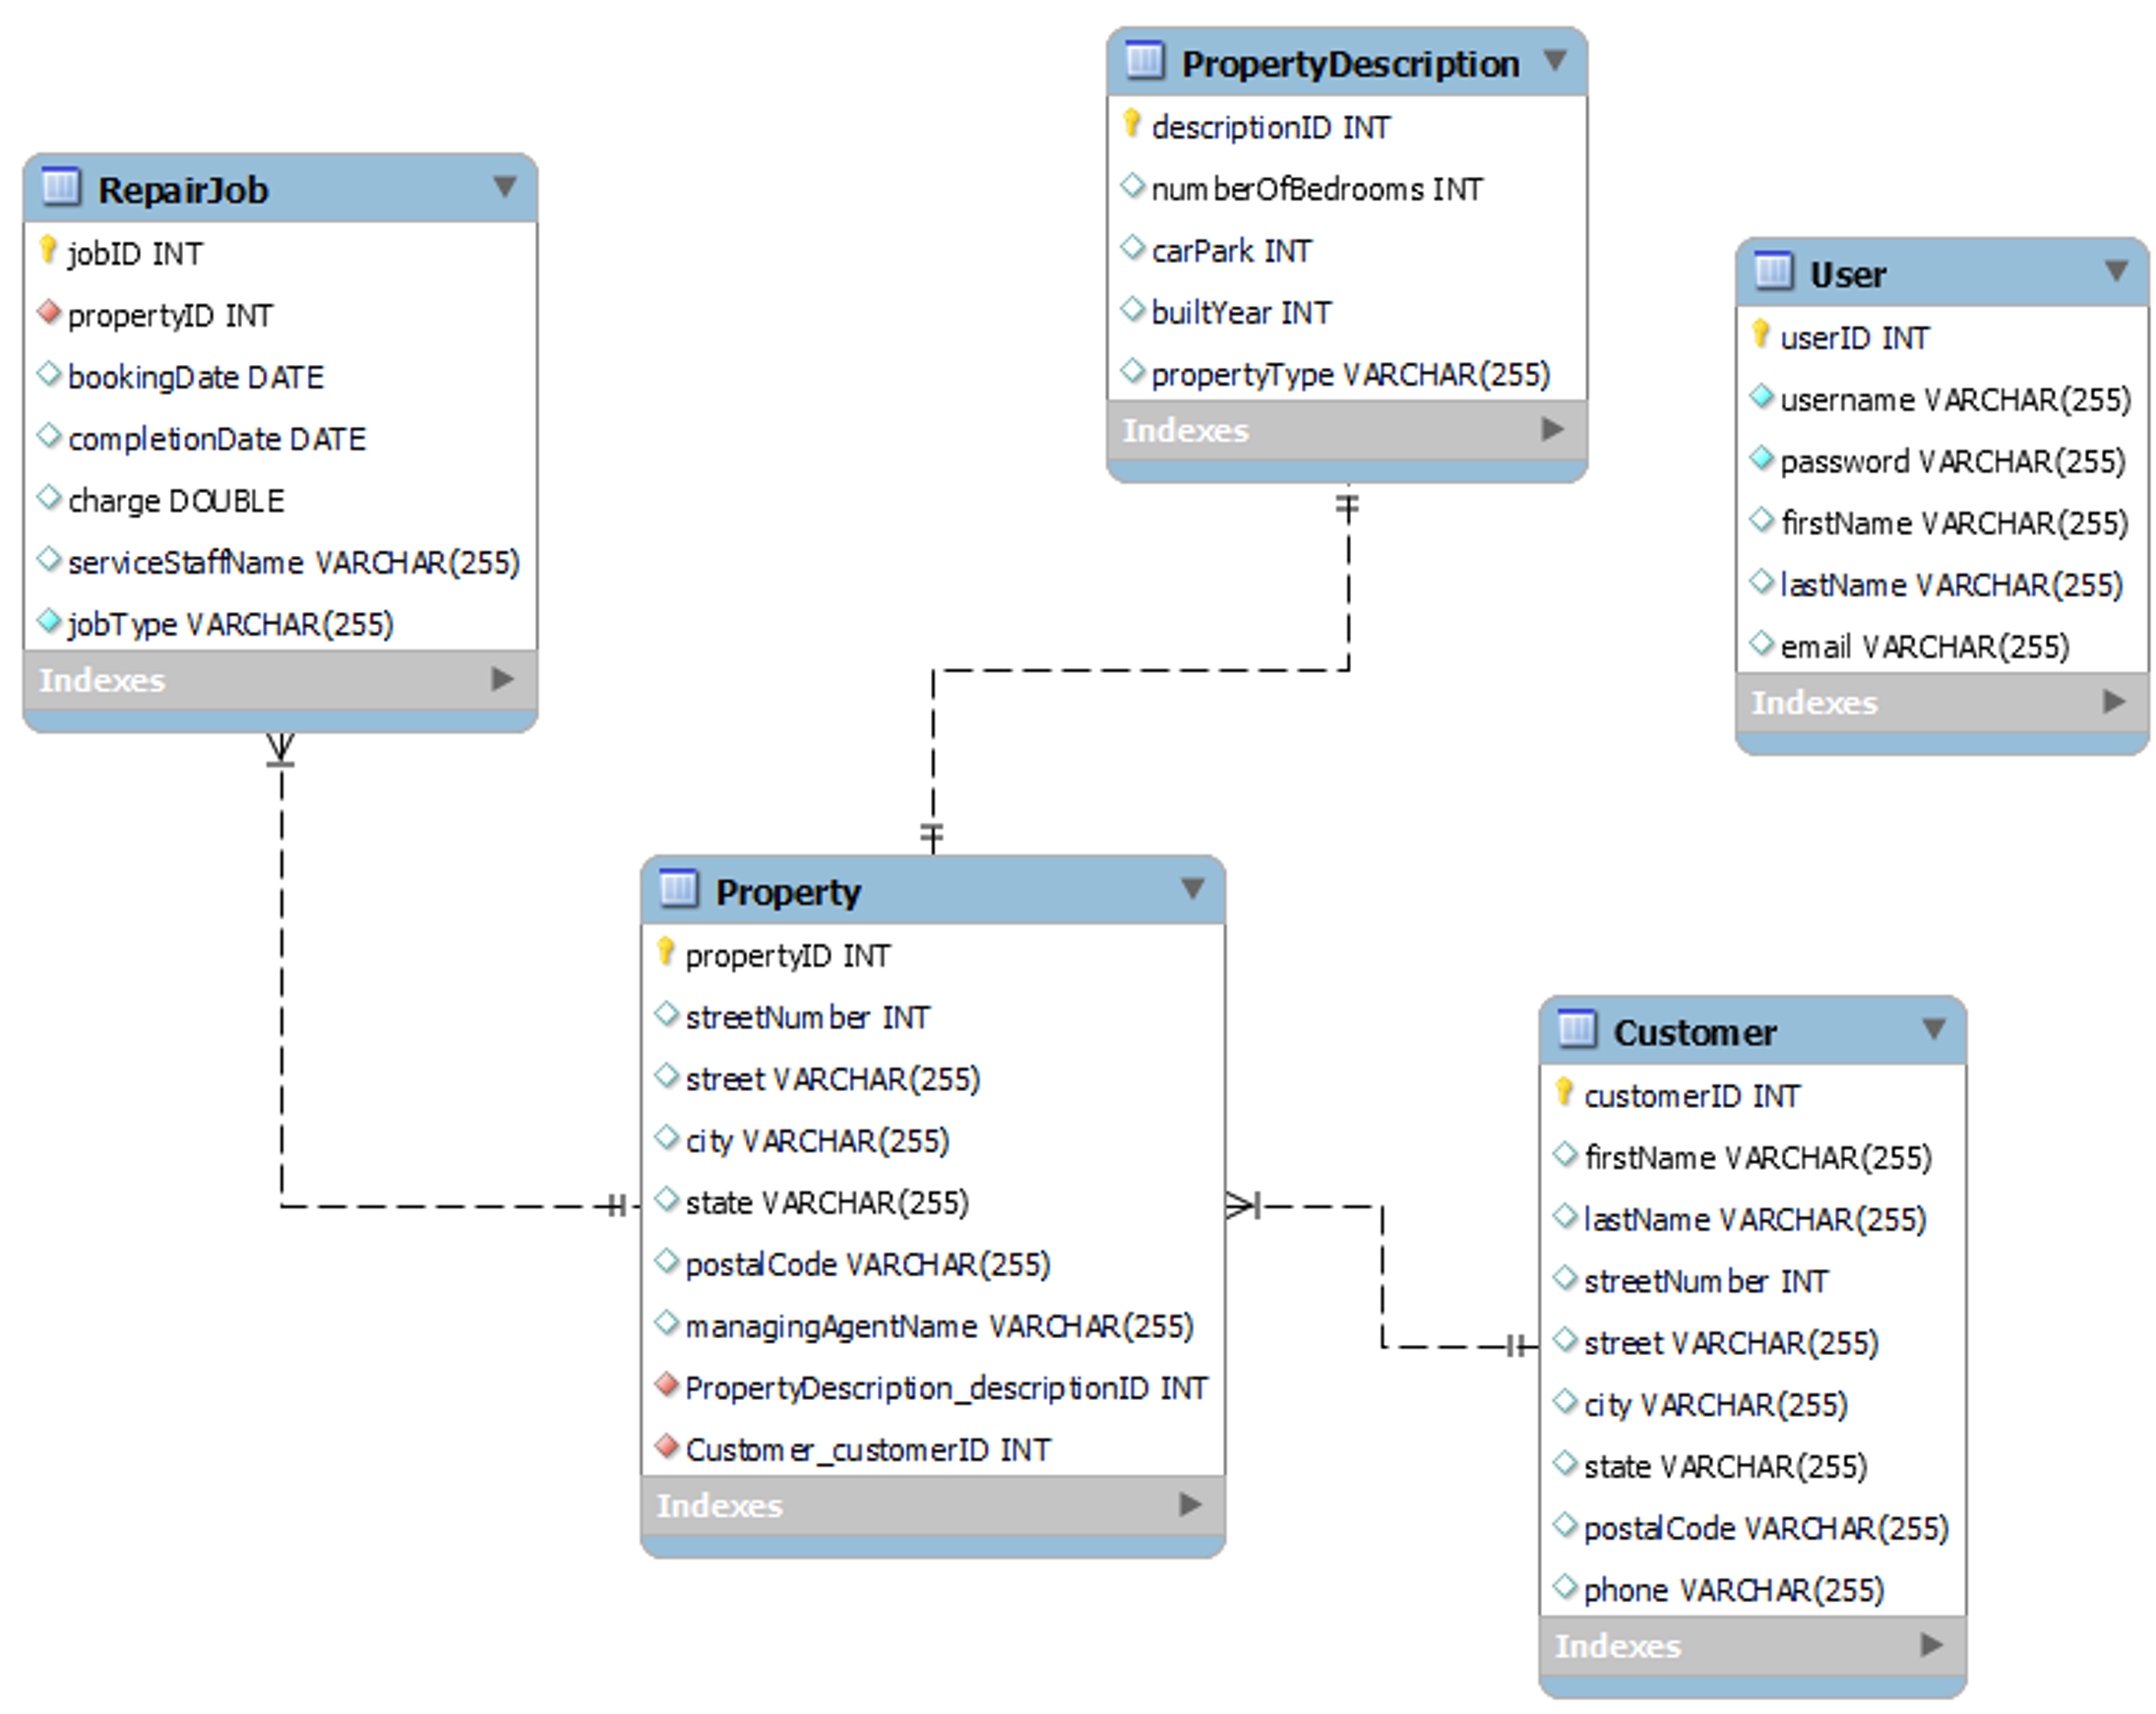 PropertyDescription
descriptionID INT
numberOfBedrooms INT
carPark INT
builtYear INT
propertyType VARCHAR(255)
Indexes
RepairJob
jobID INT
propertyID INT
bookingDate DATE
completionDate DATE
charge DOUBLE
serviceStaffName VARCHAR(255)
jobType VARCHAR(255)
Indexes
User
userID INT
username VARCHAR(255)
password VARCHAR(255)
firstName VARCHAR(255)
lastName VARCHAR(255)
email VARCHAR(255)
Indexes
Property
propertyID INT
streetNumber INT
street VARCHAR(255)
city VARCHAR(255)
state VARCHAR(255)
postalCode VARCHAR(255)
managingAgentName VARCHAR(255)
PropertyDescription_descriptionID INT
Customer_customerID INT
Indexes
Customer
customerID INT
firstName VARCHAR(255)
lastName VARCHAR(255)
streetNumber INT
street VARCHAR(255)
city VARCHAR(255)
state VARCHAR(255)
postalCode VARCHAR(255)
phone VARCHAR(255)
Indexes